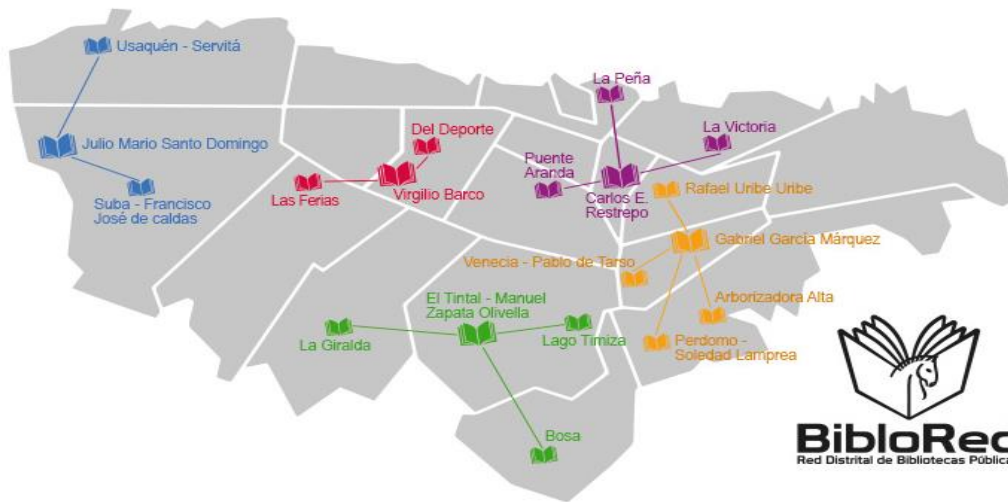 Usaquén - Servitá
Julio Mario Santo Domingo
Suba - Francisco
José de caldas
Del Deporte
Las Ferias
Virgilio Barco
La Peña
La Victoria
Puente
Aranda
Carlos E.
Restrepo
Rafael Uribe Uribe
Gabriel García Márquez
Venecia - Pablo de Tarso
Arborizadora Alta
Perdomo -
Soledad Lamprea
El Tintal - Manuel
Zapata Olivella
La Giralda
Lago Timiza
Bosa
BibloRed
Red Distrital de Bibliotecas Públicas